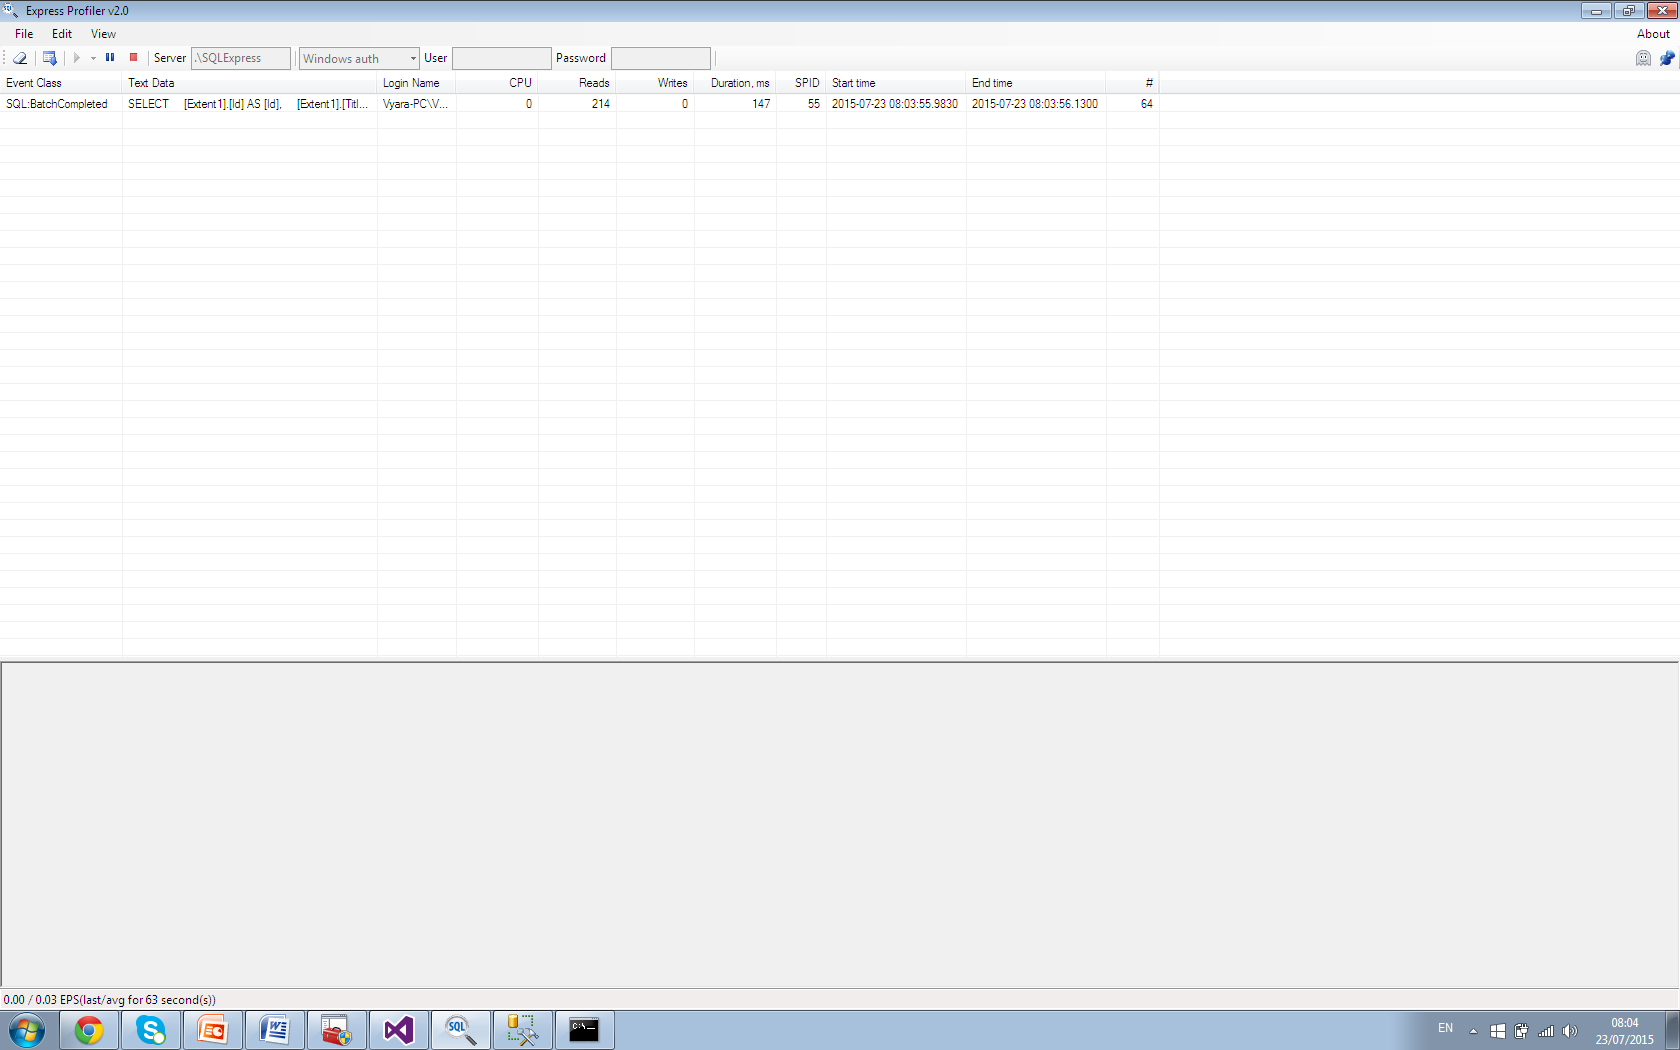 Express Profiler v2.0
File Edit View About
Server .\SQLExpress Windows auth User Password
Event Class Text Data Login Name CPU Reads Writes Duration, ms SPID Start time End time #
SQL:BatchCompleted SELECT [Extent1].[Id] AS [Id], [Extent1].[Titl... Vyara-PC\V... 0 214 0 147 55 2015-07-23 08:03:55.9830 2015-07-23 08:03:56.1300 64
0.00 / 0.03 EPS(last/avg for 63 second(s))
SQL
C:\_
EN 08:04
23/07/2015